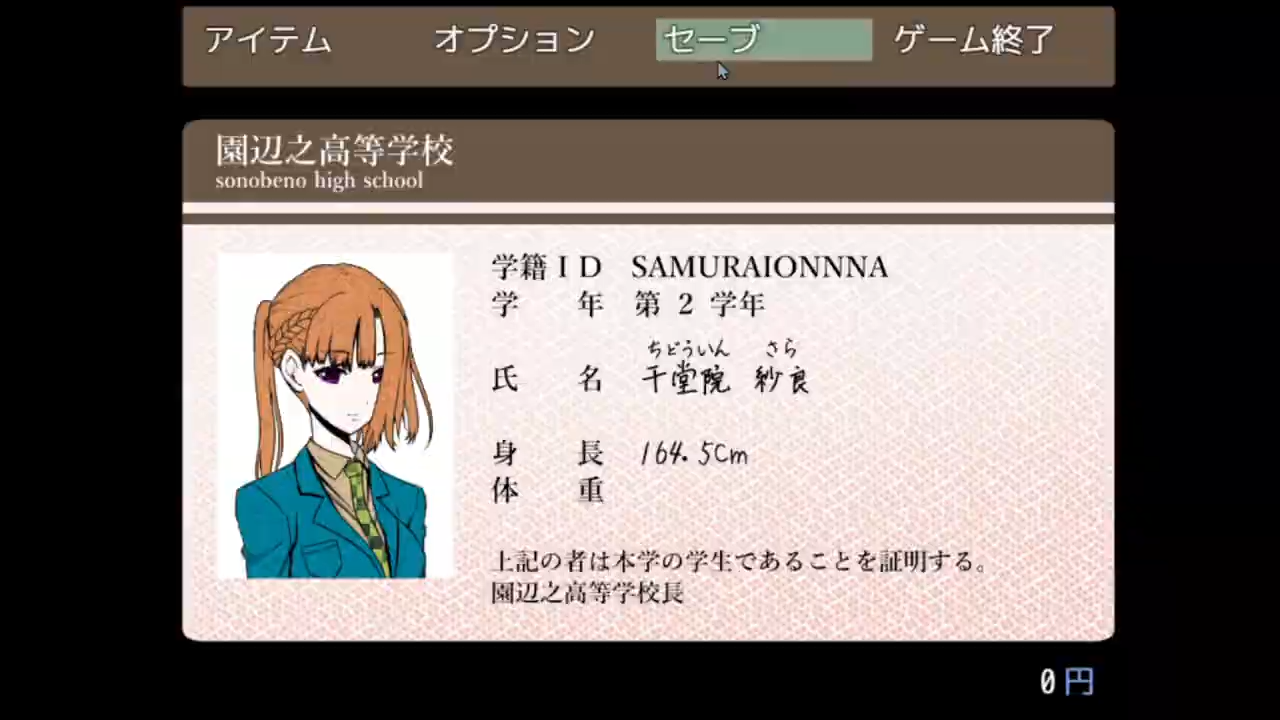 アイテム オプション セーブ ゲーム終了
園辺之高等学校
sonobeno high school
学籍ID SAMURAIONNNA
学年 第2学年
ちどういん さら
氏名 千堂院 紗良
身長 164.5cm
体重
上記の者は本学の学生であることを証明する。
園辺之高等学校長
0円